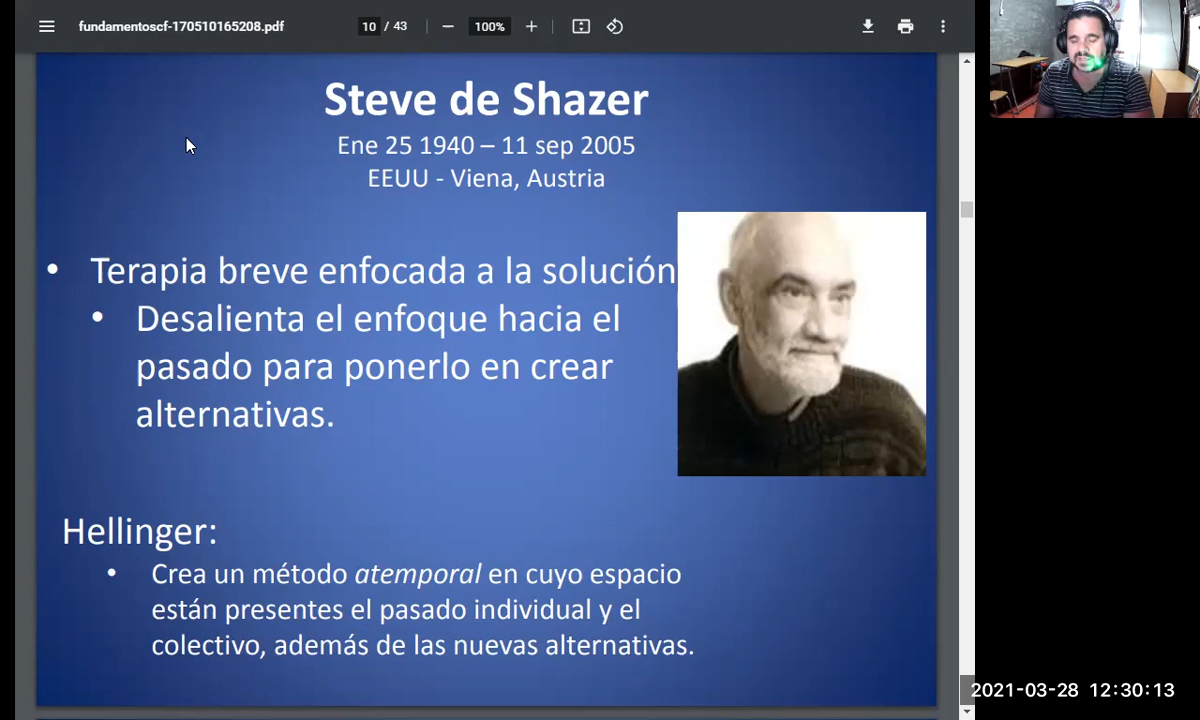 fundamentoscf-170510165208.pdf
10 / 43
100%
Steve de Shazer
Ene 25 1940 – 11 sep 2005
EEUU - Viena, Austria
• Terapia breve enfocada a la solución
• Desalienta el enfoque hacia el
pasado para ponerlo en crear
alternativas.
Hellinger:
• Crea un método atemporal en cuyo espacio
están presentes el pasado individual y el
colectivo, además de las nuevas alternativas.
2021-03-28 12:30:13